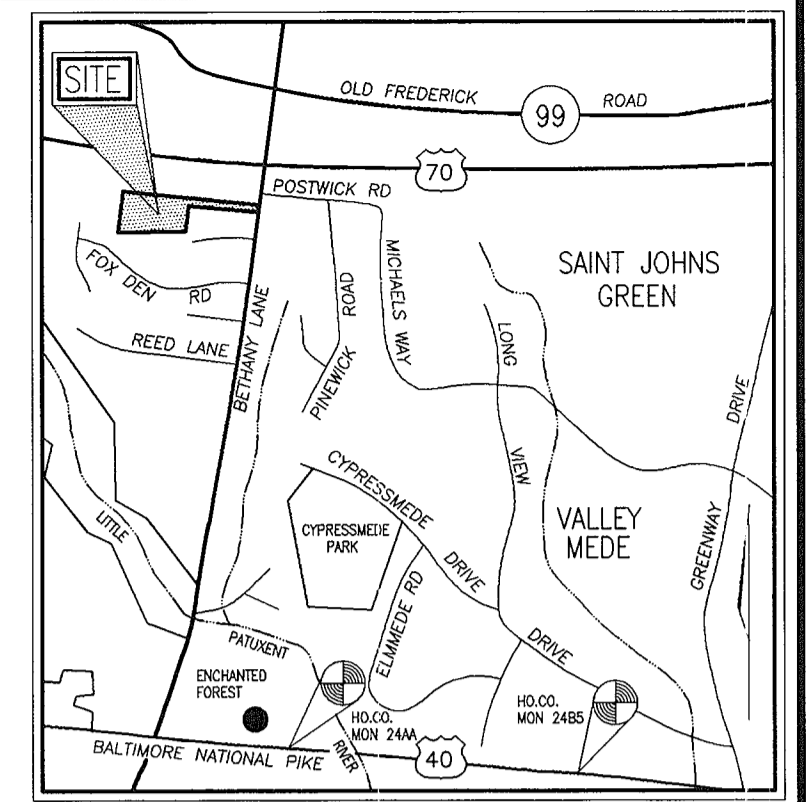 SITE
OLD FREDERICK ROAD
99
70
POSTWICK RD
MICHAELS WAY
SAINT JOHNS
GREEN
FOX DEN RD
BETHANY LANE
PINEWICK ROAD
REED LANE
LONG VIEW
GREENWAY DRIVE
CYPRESSMEDE DRIVE
CYPRESSMEDE
PARK
VALLEY
MEDE
LITTLE PATUXENT RIVER
ELMMEDE RD
DRIVE
ENCHANTED
FOREST
HO.CO.
MON 24AA
HO.CO.
MON 24B5
BALTIMORE NATIONAL PIKE
40